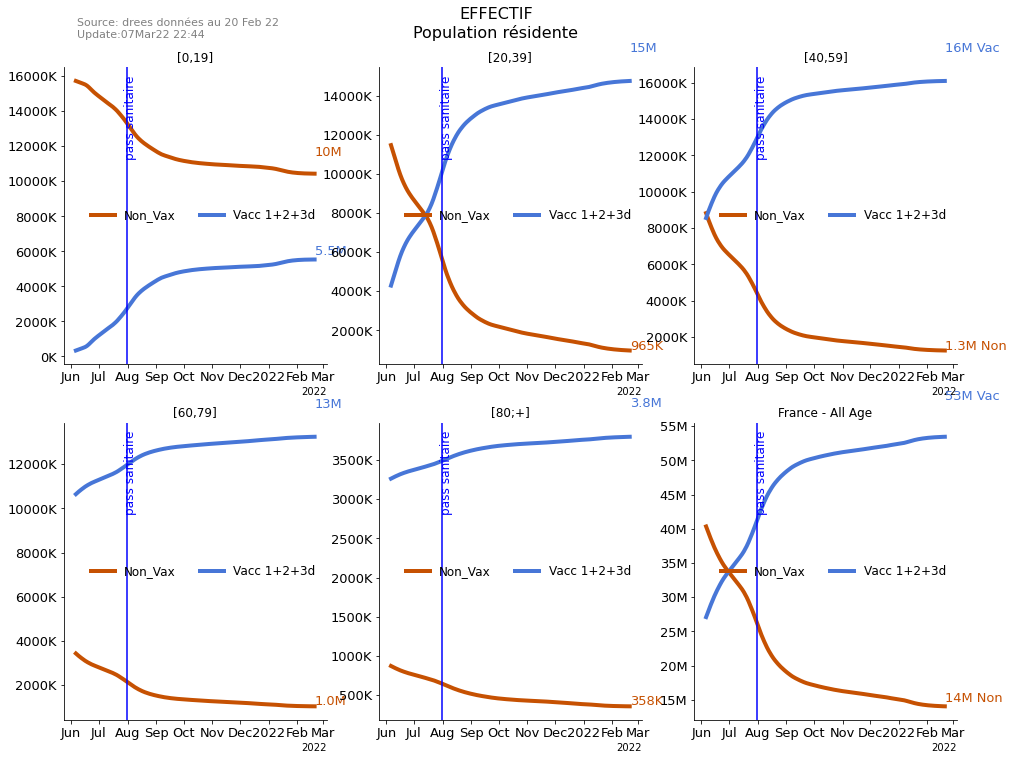 EFFECTIF
Population résidente
Source: drees données au 20 Feb 22
Update:07Mar22 22:44
[0,19]
16000K
14000K
12000K
10000K
8000K
6000K
4000K
2000K
0K
pass sanitaire
10M
5.5M
Non_Vax
Vacc 1+2+3d
Jun Jul Aug Sep Oct Nov Dec 2022 Feb Mar
2022
[20,39]
15M
14000K
12000K
10000K
8000K
6000K
4000K
2000K
pass sanitaire
Non_Vax
Vacc 1+2+3d
965K
Jun Jul Aug Sep Oct Nov Dec 2022 Feb Mar
2022
[40,59]
16M Vac
16000K
14000K
12000K
10000K
8000K
6000K
4000K
2000K
pass sanitaire
Non_Vax
Vacc 1+2+3d
1.3M Non
Jun Jul Aug Sep Oct Nov Dec 2022 Feb Mar
2022
[60,79]
13M
12000K
10000K
8000K
6000K
4000K
2000K
pass sanitaire
Non_Vax
Vacc 1+2+3d
1.0M
Jun Jul Aug Sep Oct Nov Dec 2022 Feb Mar
2022
[80;+]
3.8M
3500K
3000K
2500K
2000K
1500K
1000K
500K
pass sanitaire
Non_Vax
Vacc 1+2+3d
358K
Jun Jul Aug Sep Oct Nov Dec 2022 Feb Mar
2022
France - All Age
53M Vac
55M
50M
45M
40M
35M
30M
25M
20M
15M
pass sanitaire
Non_Vax
Vacc 1+2+3d
14M Non
Jun Jul Aug Sep Oct Nov Dec 2022 Feb Mar
2022